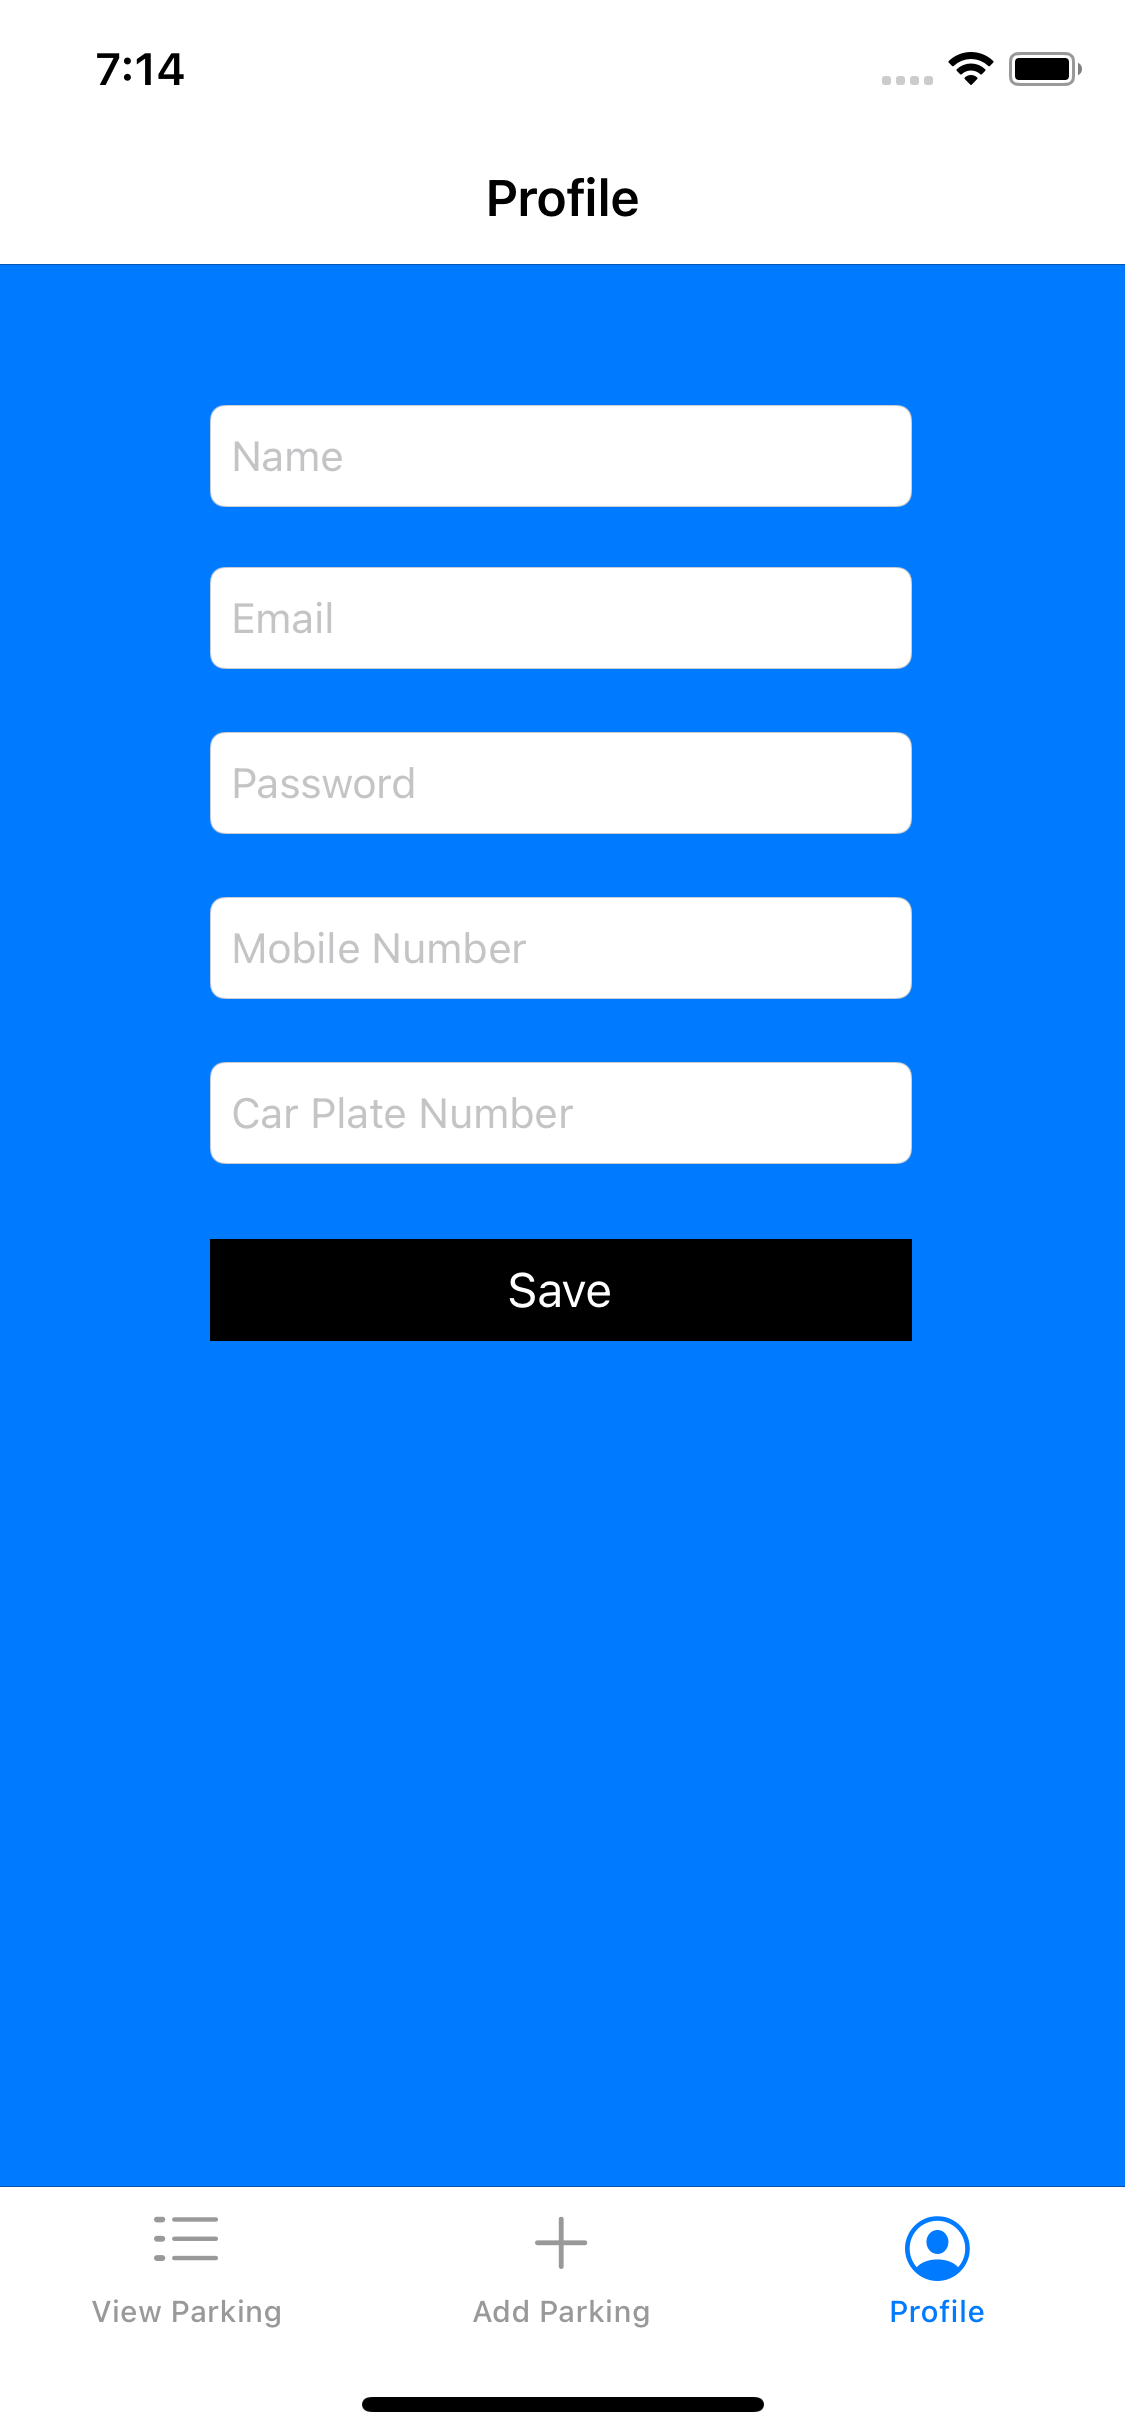 7:14
Profile
Name
Email
Password
Mobile Number
Car Plate Number
Save
View Parking
Add Parking
Profile